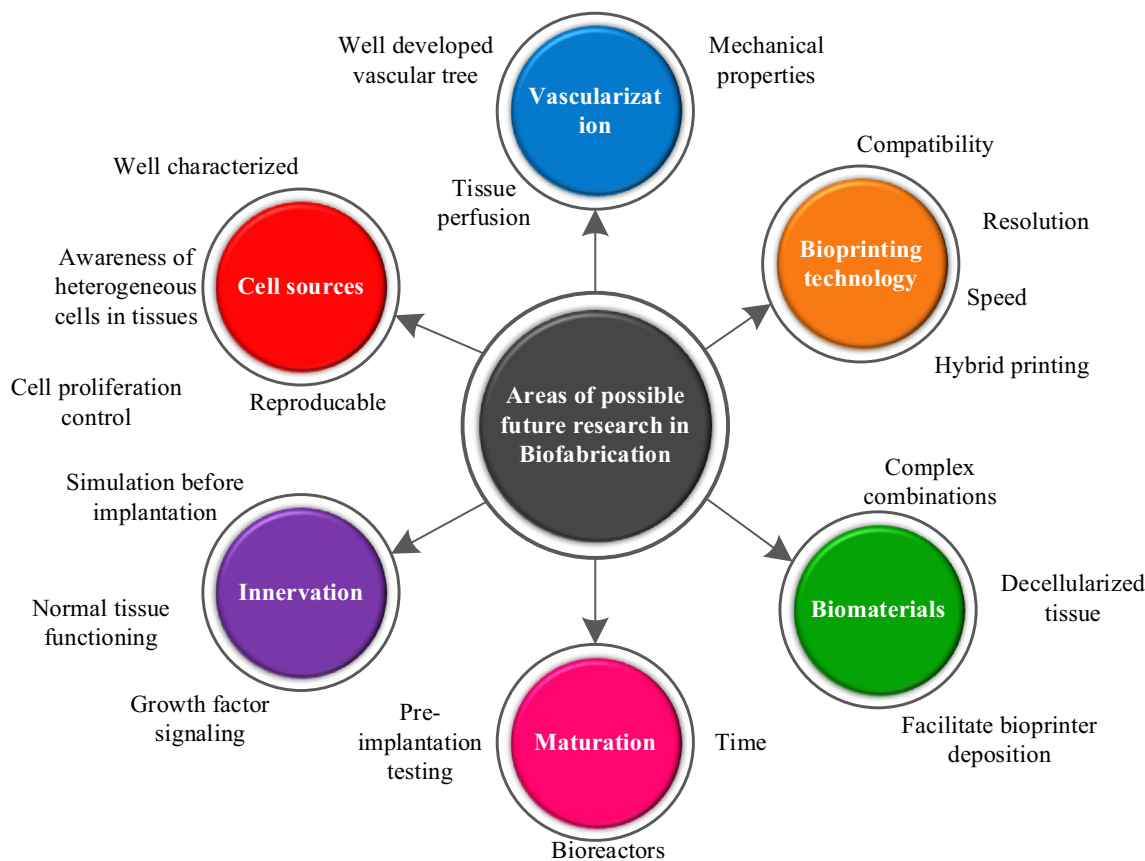 Well developed
vascular tree
Mechanical
properties
Vascularizat
ion
Tissue
perfusion
Compatibility
Resolution
Bioprinting
technology
Speed
Hybrid printing
Well characterized
Awareness of
heterogeneous
cells in tissues
Cell sources
Cell proliferation
control
Reproducable
Areas of possible
future research in
Biofabrication
Simulation before
implantation
Innervation
Normal tissue
functioning
Growth factor
signaling
Complex
combinations
Biomaterials
Decellularized
tissue
Facilitate bioprinter
deposition
Pre-
implantation
testing
Maturation
Time
Bioreactors